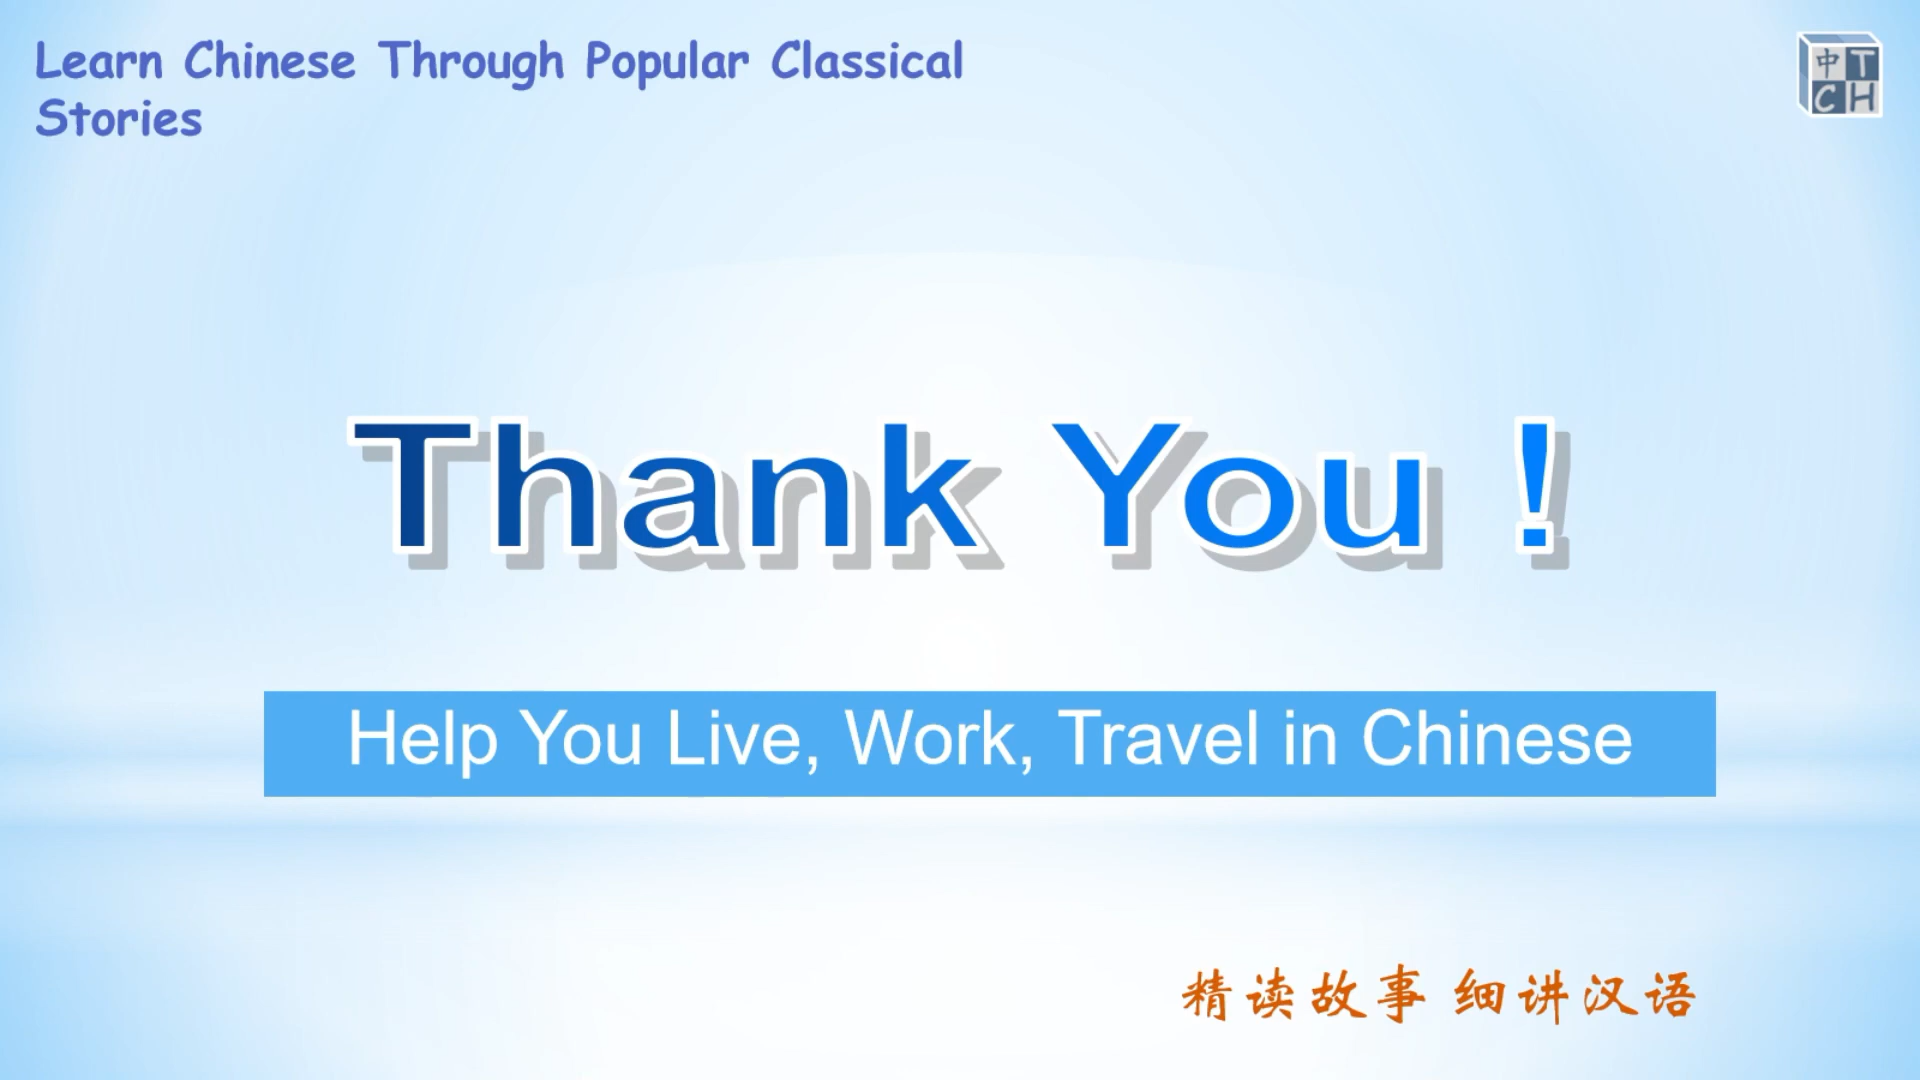 Learn Chinese Through Popular Classical
Stories
中T
CH
Thank You !
Help You Live, Work, Travel in Chinese
精读故事 细讲汉语